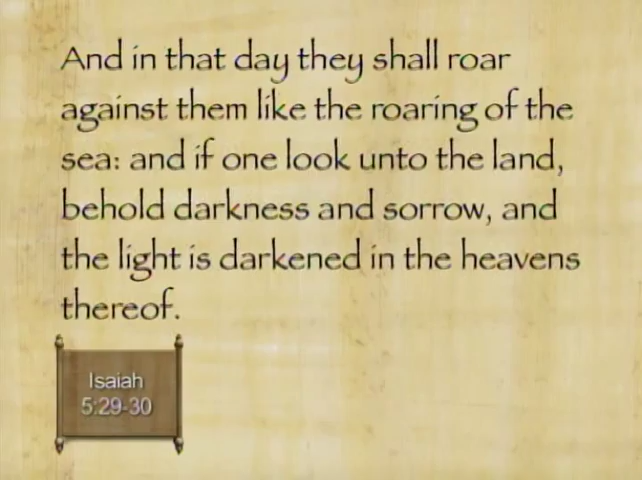 And in that day they shall roar
against them like the roaring of the
sea: and if one look unto the land,
behold darkness and sorrow, and
the light is darkened in the heavens
thereof.
Isaiah
5:29-30